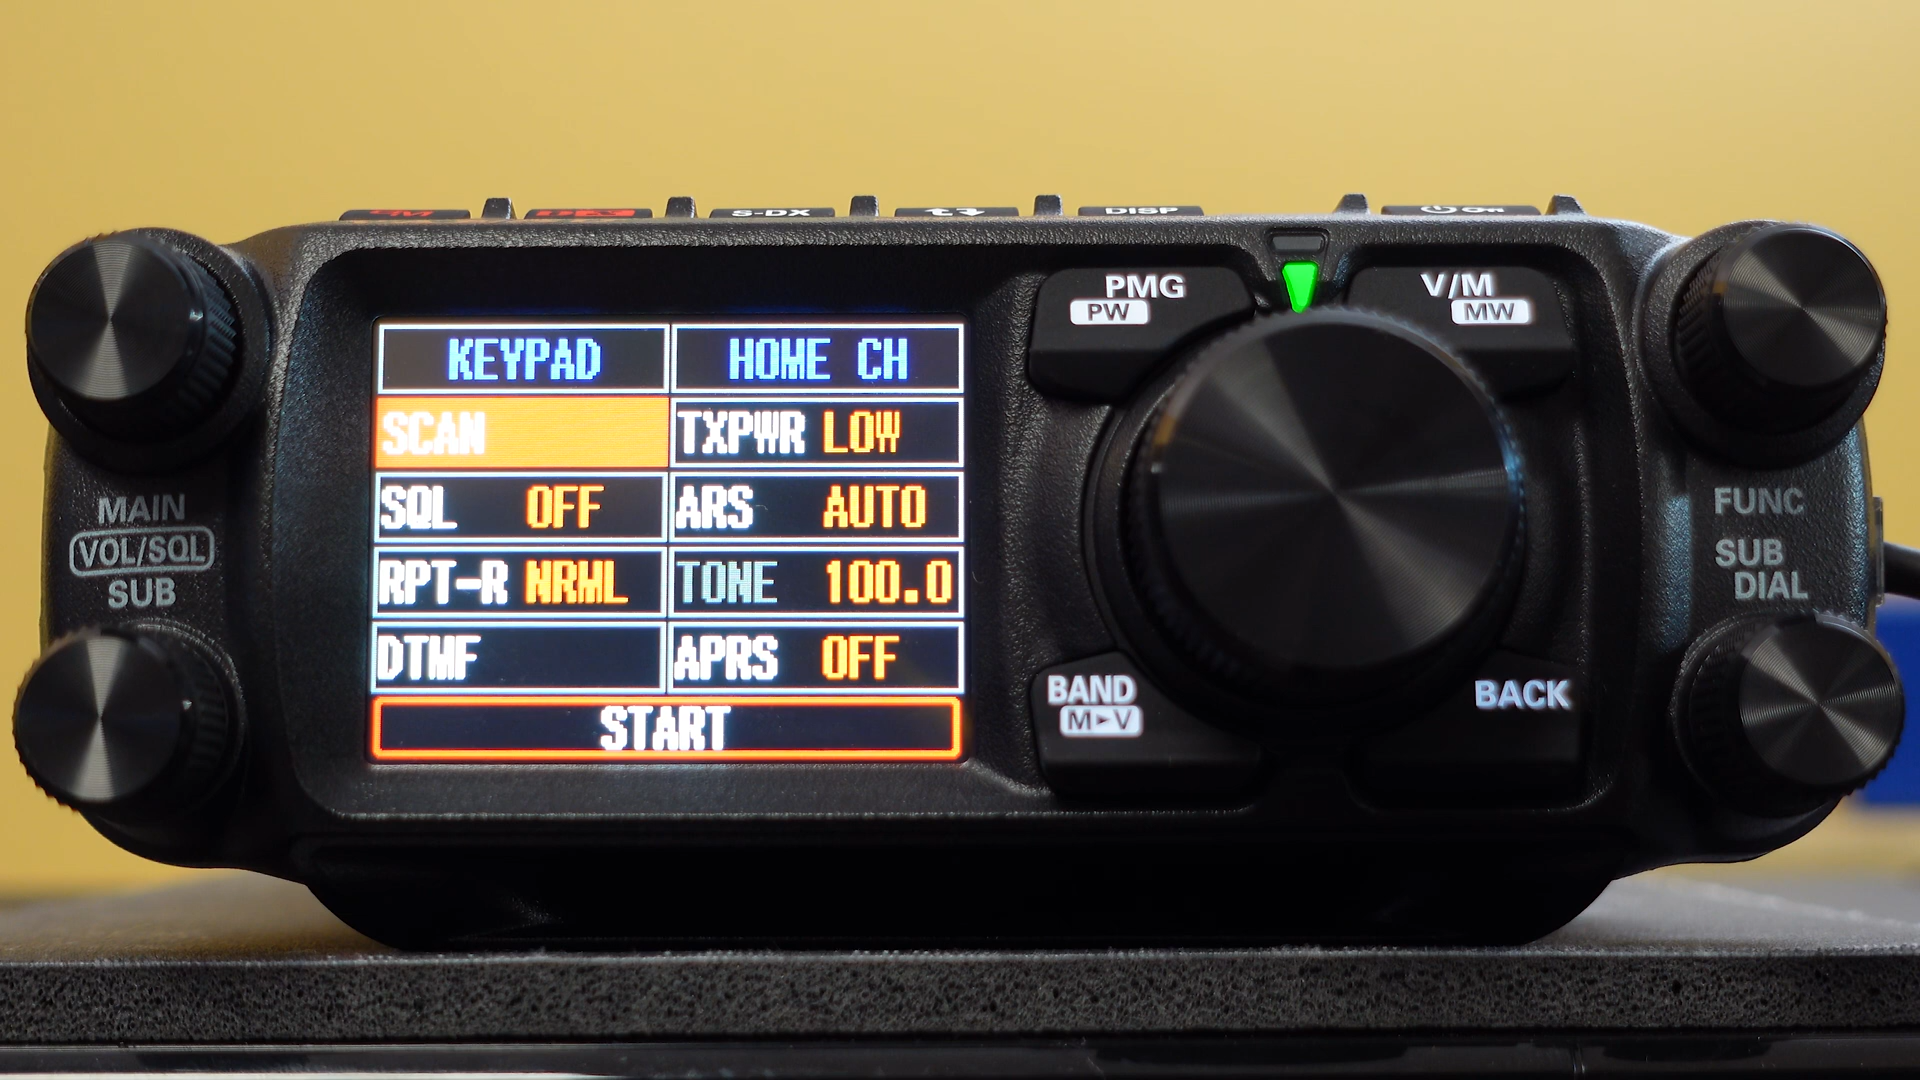 S-DX
DISP
On
PMG
PW
V/M
MW
KEYPAD HOME CH
SCAN TXPWR LOW
SQL OFF ARS AUTO
RPT-R NRML TONE 100.0
DTMF APRS OFF
START
MAIN
VOL/SQL
SUB
FUNC
SUB
DIAL
BAND
M►V
BACK